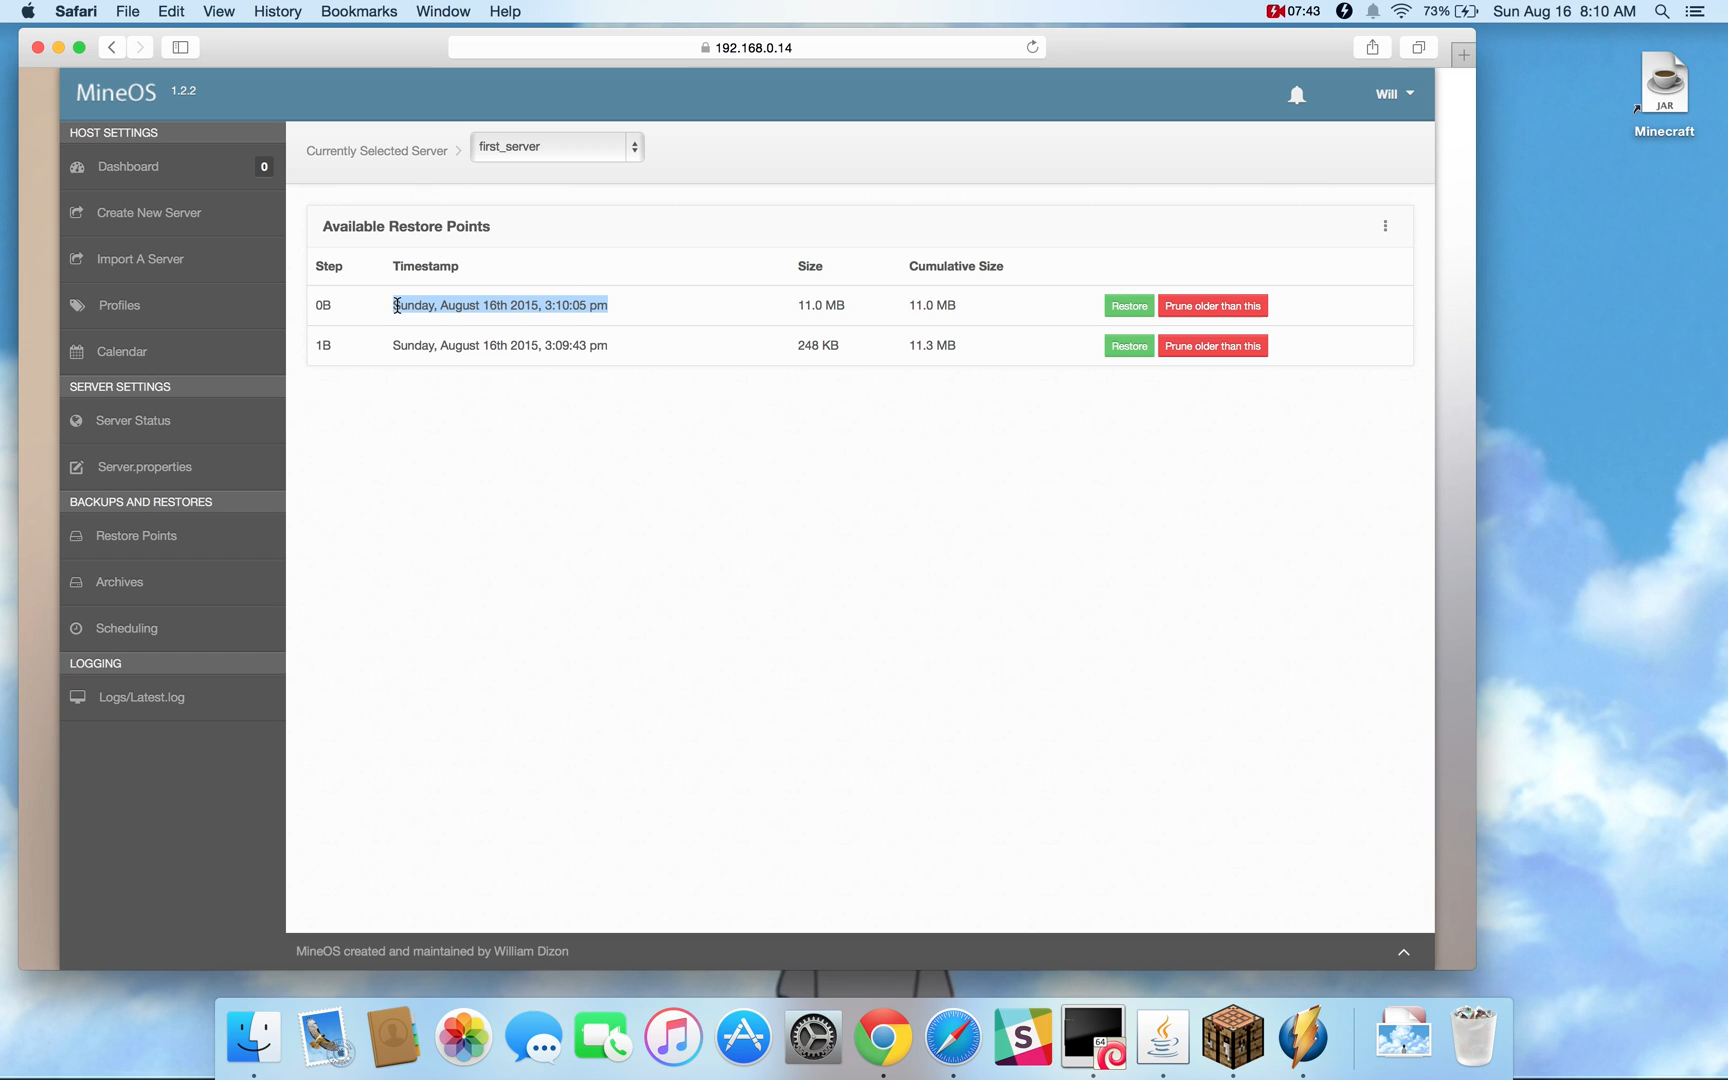 Safari File Edit View History Bookmarks Window Help 07:43 73% Sun Aug 16 8:10 AM
192.168.0.14
MineOS 1.2.2 Will
HOST SETTINGS
Dashboard 0
Create New Server
Import A Server
Profiles
Calendar
SERVER SETTINGS
Server Status
Server.properties
BACKUPS AND RESTORES
Restore Points
Archives
Scheduling
LOGGING
Logs/Latest.log
Currently Selected Server > first_server
Available Restore Points
Step Timestamp Size Cumulative Size
0B Sunday, August 16th 2015, 3:10:05 pm 11.0 MB 11.0 MB Restore Prune older than this
1B Sunday, August 16th 2015, 3:09:43 pm 248 KB 11.3 MB Restore Prune older than this
MineOS created and maintained by William Dizon
JAR
Minecraft
64